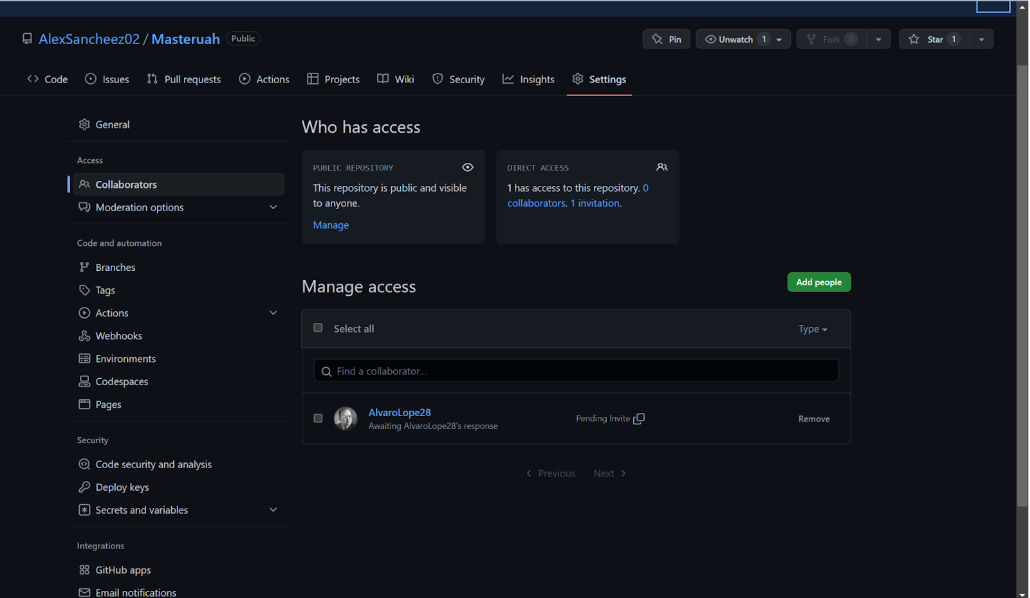 AlexSancheez02 / Masteruah Public
Pin Unwatch 1 Fork 0 Star 1
Code Issues Pull requests Actions Projects Wiki Security Insights Settings
General
Access
Collaborators
Moderation options
Code and automation
Branches
Tags
Actions
Webhooks
Environments
Codespaces
Pages
Security
Code security and analysis
Deploy keys
Secrets and variables
Integrations
GitHub apps
Email notifications
Who has access
PUBLIC REPOSITORY
This repository is public and visible
to anyone.
Manage
DIRECT ACCESS
1 has access to this repository. 0
collaborators. 1 invitation.
Manage access
Add people
Select all Type
Find a collaborator...
AlvaroLope28
Awaiting AlvaroLope28's response
Pending Invite
Remove
Previous Next